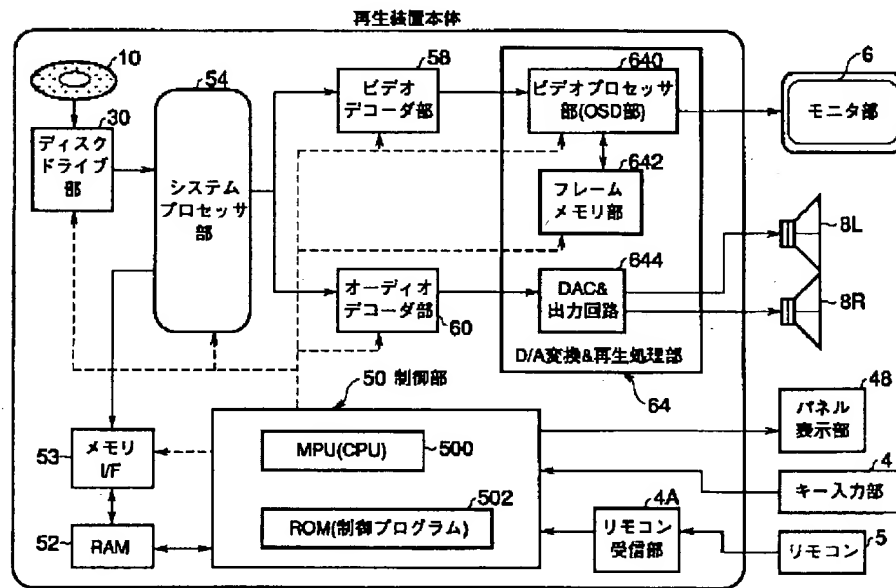 再生装置本体
10
54
58
640
6
ビデオ
デコーダ部
ビデオプロセッサ
部(OSD部)
モニタ部
30
ディスク
ドライブ
部
システム
プロセッサ
部
642
フレーム
メモリ部
8L
644
オーディオ
デコーダ部
60
DAC&
出力回路
8R
D/A変換&再生処理部
64
50 制御部
48
パネル
表示部
53
メモリ
I/F
MPU(CPU)
500
4
キー入力部
502
ROM(制御プログラム)
4A
リモコン
受信部
5
リモコン
52
RAM